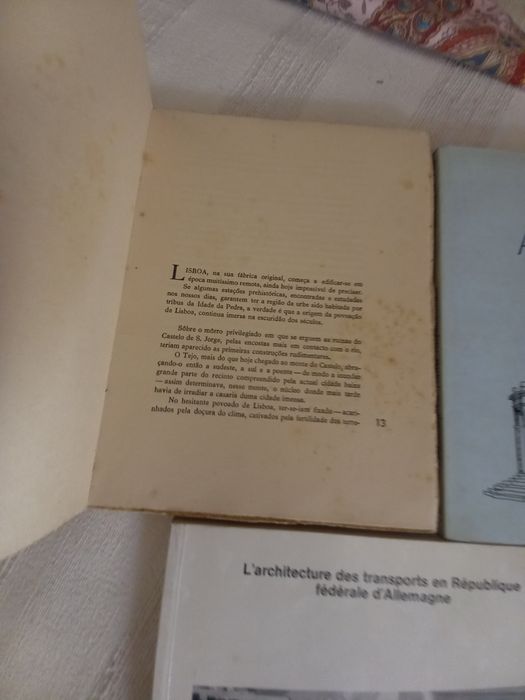 LISBOA, na sua fábrica original, começa a edificar-se em
época muitíssimo remota, ainda hoje impossível de precisar.
Se algumas estações prehistóricas, encontradas e estudadas
nos nossos dias, garantem ter a região da urbe sido habitada por
tribus da Idade da Pedra, a verdade é que a origem da povoação
de Lisboa, continua imersa na escuridão dos séculos.
Sôbre o môrro privilegiado em que se erguem as ruínas do
Castelo de S. Jorge, pelas encostas mais em contacto com o rio,
teriam aparecido as primeiras construções rudimentares.
O Tejo, mais do que hoje chegado ao monte do Castelo, abra-
çando-o então a sudeste, a sul e a poente — de modo a inundar
grande parte do recinto compreendido pela actual cidade baixa
— assim determinava, nesse monte, o núcleo donde mais tarde
havia de irradiar a casaria duma cidade imensa.
No hesitante povoado de Lisboa, ter-se-iam fixado — acari-
nhados pela doçura do clima, cativados pela fertilidade dos terre-
13
A
L'architecture des transports en République
fédérale d'Allemagne